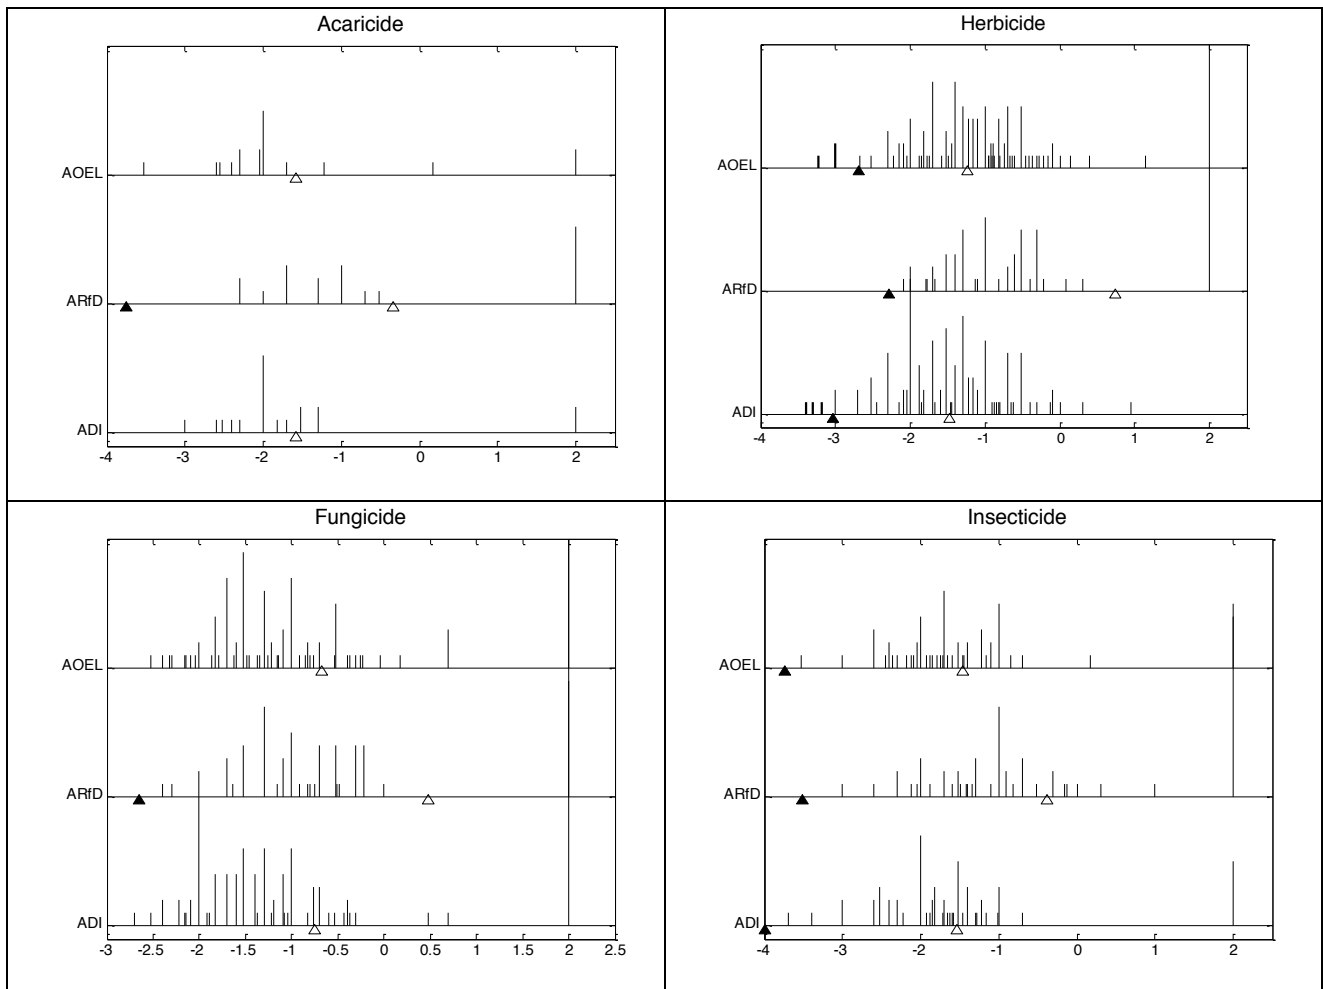 Acaricide
AOEL
ARfD
ADI
-4 -3 -2 -1 0 1 2
Herbicide
AOEL
ARfD
ADI
-4 -3 -2 -1 0 1 2
Fungicide
AOEL
ARfD
ADI
-3 -2.5 -2 -1.5 -1 -0.5 0 0.5 1 1.5 2 2.5
Insecticide
AOEL
ARfD
ADI
-4 -3 -2 -1 0 1 2